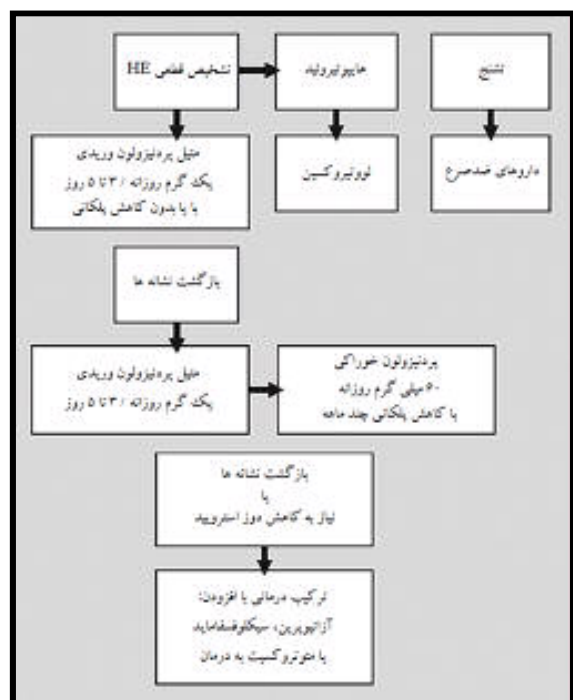 تشخیص قطعی HE
هایپوتیروئید
تشنج
متیل پردنیزولون وریدی
یک گرم روزانه / ۳ تا ۵ روز
با یا بدون کاهش پلکانی
لووتیروکسین
داروهای ضدصرع
بازگشت نشانه ها
متیل پردنیزولون وریدی
یک گرم روزانه / ۳ تا ۵ روز
پردنیزولون خوراکی
۶۰ میلی گرم روزانه
با کاهش پلکانی چند ماهه
بازگشت نشانه ها
یا
نیاز به کاهش دوز استرویید
ترکیب درمانی با افزودن:
آزاتیوپرین، سیکلوفسفاماید
یا متوتروکسیت به درمان